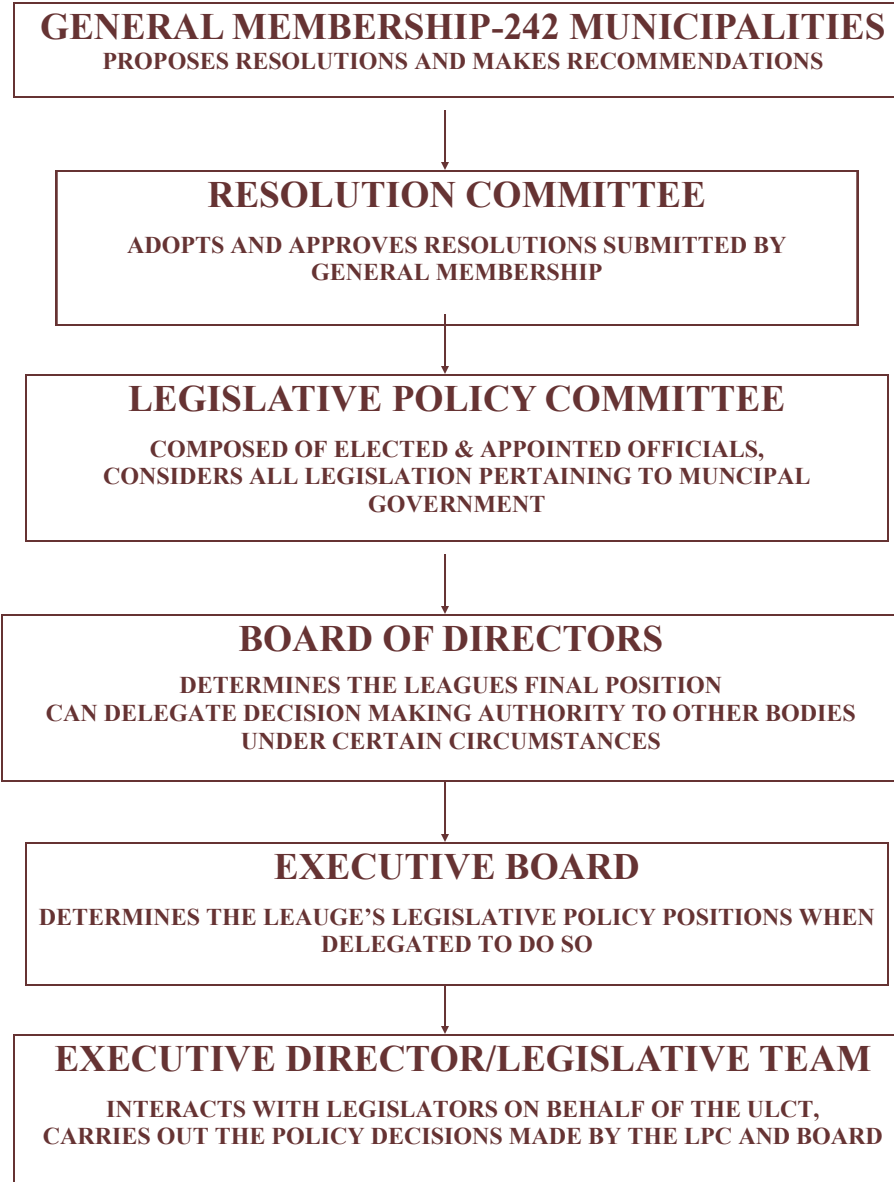 GENERAL MEMBERSHIP-242 MUNICIPALITIES
PROPOSES RESOLUTIONS AND MAKES RECOMMENDATIONS
RESOLUTION COMMITTEE
ADOPTS AND APPROVES RESOLUTIONS SUBMITTED BY
GENERAL MEMBERSHIP
LEGISLATIVE POLICY COMMITTEE
COMPOSED OF ELECTED & APPOINTED OFFICIALS,
CONSIDERS ALL LEGISLATION PERTAINING TO MUNCIPAL
GOVERNMENT
BOARD OF DIRECTORS
DETERMINES THE LEAGUES FINAL POSITION
CAN DELEGATE DECISION MAKING AUTHORITY TO OTHER BODIES
UNDER CERTAIN CIRCUMSTANCES
EXECUTIVE BOARD
DETERMINES THE LEAUGE’S LEGISLATIVE POLICY POSITIONS WHEN
DELEGATED TO DO SO
EXECUTIVE DIRECTOR/LEGISLATIVE TEAM
INTERACTS WITH LEGISLATORS ON BEHALF OF THE ULCT,
CARRIES OUT THE POLICY DECISIONS MADE BY THE LPC AND BOARD